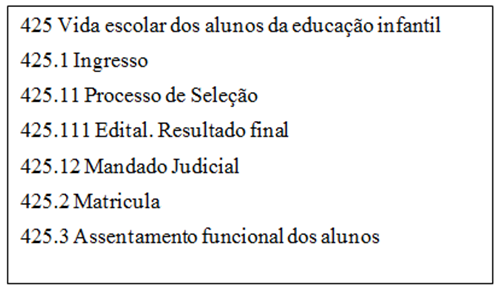 425 Vida escolar dos alunos da educação infantil
425.1 Ingresso
425.11 Processo de Seleção
425.111 Edital. Resultado final
425.12 Mandado Judicial
425.2 Matricula
425.3 Assentamento funcional dos alunos